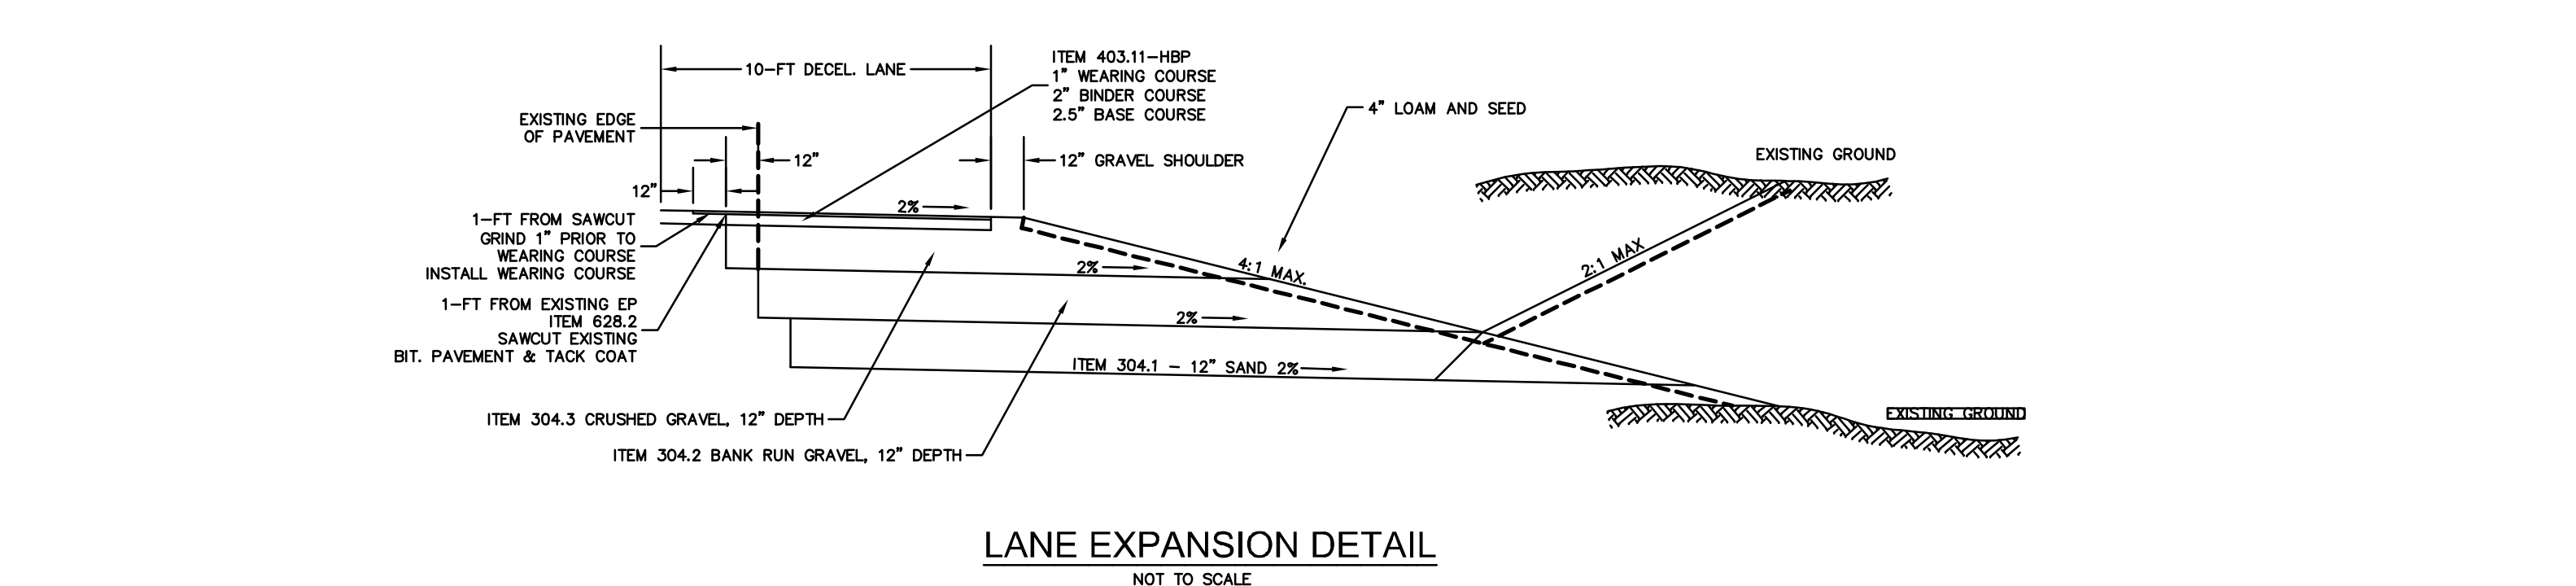 10-FT DECEL. LANE
ITEM 403.11-HBP
1" WEARING COURSE
2" BINDER COURSE
2.5" BASE COURSE
4" LOAM AND SEED
EXISTING EDGE
OF PAVEMENT
12"
12" GRAVEL SHOULDER
EXISTING GROUND
12"
2%
1-FT FROM SAWCUT
GRIND 1" PRIOR TO
WEARING COURSE
INSTALL WEARING COURSE
2%
4:1 MAX.
2:1 MAX
1-FT FROM EXISTING EP
ITEM 628.2
SAWCUT EXISTING
BIT. PAVEMENT & TACK COAT
2%
ITEM 304.1 - 12" SAND 2%
ITEM 304.3 CRUSHED GRAVEL, 12" DEPTH
EXISTING GROUND
ITEM 304.2 BANK RUN GRAVEL, 12" DEPTH
LANE EXPANSION DETAIL
NOT TO SCALE